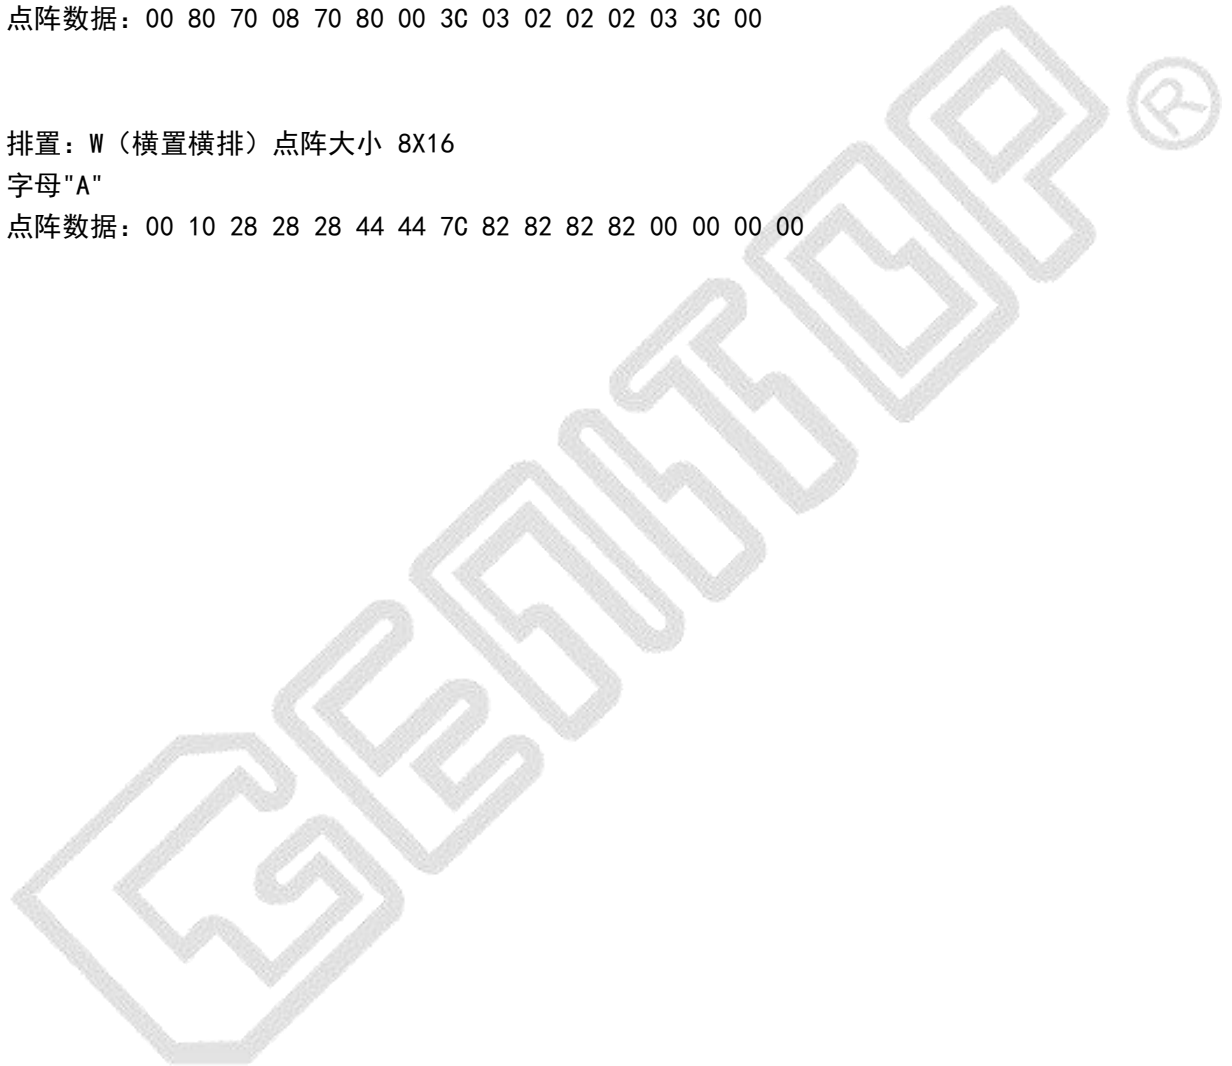 点阵数据：00 80 70 08 70 80 00 3C 03 02 02 02 03 3C 00
排置：W（横置横排）点阵大小 8X16
字母"A"
点阵数据：00 10 28 28 28 44 44 7C 82 82 82 82 00 00 00 00
GENITOP®